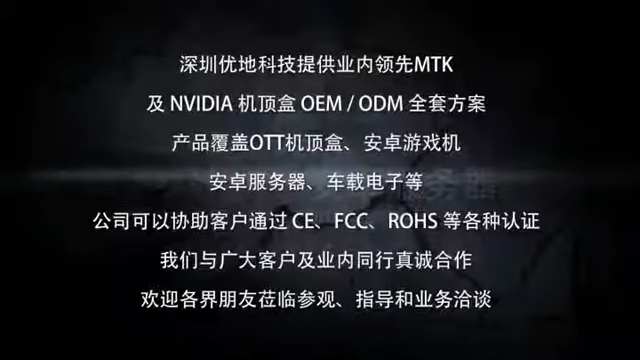 深圳优地科技提供业内领先MTK
及 NVIDIA 机顶盒 OEM / ODM 全套方案
产品覆盖OTT机顶盒、安卓游戏机
安卓服务器、车载电子等
公司可以协助客户通过 CE、FCC、ROHS 等各种认证
我们与广大客户及业内同行真诚合作
欢迎各界朋友莅临参观、指导和业务洽谈